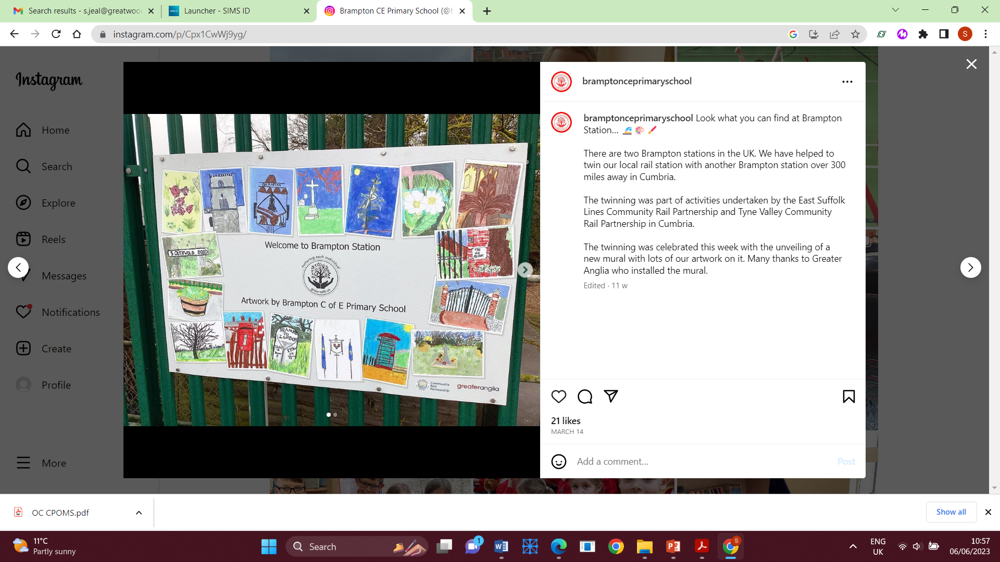 Search results - s.jeal@greatwoo
Launcher - SIMS ID
Brampton CE Primary School (@b
instagram.com/p/Cpx1CwWj9yg/
Instagram
Home
Search
Explore
Reels
Messages
Notifications
Create
Profile
More
BRAMPTON
SOUTHWOLD ROAD
THE
OLD
RECTORY
Welcome to Brampton Station
nurturing each individual
grow with us
Artwork by Brampton C of E Primary School
TO
LONDON
Community
Rail
Partnership
greateranglia
bramptonceprimaryschool
bramptonceprimaryschool Look what you can find at Brampton
Station...
There are two Brampton stations in the UK. We have helped to
twin our local rail station with another Brampton station over 300
miles away in Cumbria.
The twinning was part of activities undertaken by the East Suffolk
Lines Community Rail Partnership and Tyne Valley Community
Rail Partnership in Cumbria.
The twinning was celebrated this week with the unveiling of a
new mural with lots of our artwork on it. Many thanks to Greater
Anglia who installed the mural.
Edited · 11 w
21 likes
MARCH 14
Add a comment...
Post
OC CPOMS.pdf
Show all
11°C
Partly sunny
Search
1
S
ENG
UK
10:57
06/06/2023